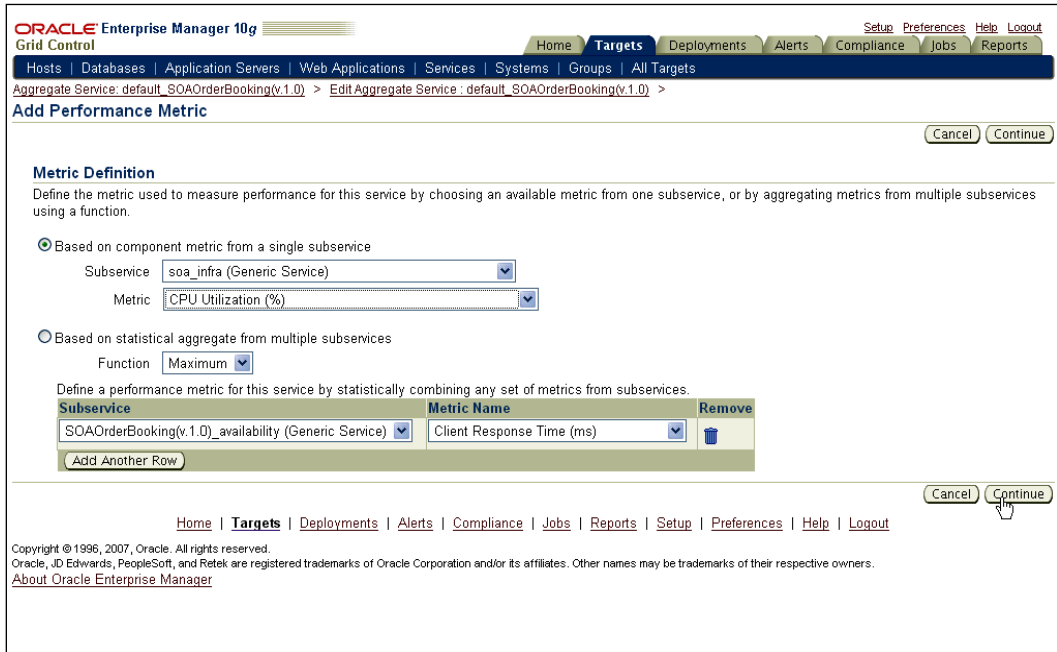 ORACLE Enterprise Manager 10g
Grid Control
Setup Preferences Help Logout
Home Targets Deployments Alerts Compliance Jobs Reports
Hosts | Databases | Application Servers | Web Applications | Services | Systems | Groups | All Targets
Aggregate Service: default_SOAOrderBooking(v.1.0) > Edit Aggregate Service : default_SOAOrderBooking(v.1.0) >
Add Performance Metric
Cancel Continue
Metric Definition
Define the metric used to measure performance for this service by choosing an available metric from one subservice, or by aggregating metrics from multiple subservices
using a function.
Based on component metric from a single subservice
Subservice soa_infra (Generic Service)
Metric CPU Utilization (%)
Based on statistical aggregate from multiple subservices
Function Maximum
Define a performance metric for this service by statistically combining any set of metrics from subservices.
Subservice Metric Name Remove
SOAOrderBooking(v.1.0)_availability (Generic Service) Client Response Time (ms)
Add Another Row
Cancel Continue
Home | Targets | Deployments | Alerts | Compliance | Jobs | Reports | Setup | Preferences | Help | Logout
Copyright © 1996, 2007, Oracle. All rights reserved.
Oracle, JD Edwards, PeopleSoft, and Retek are registered trademarks of Oracle Corporation and/or its affiliates. Other names may be trademarks of their respective owners.
About Oracle Enterprise Manager